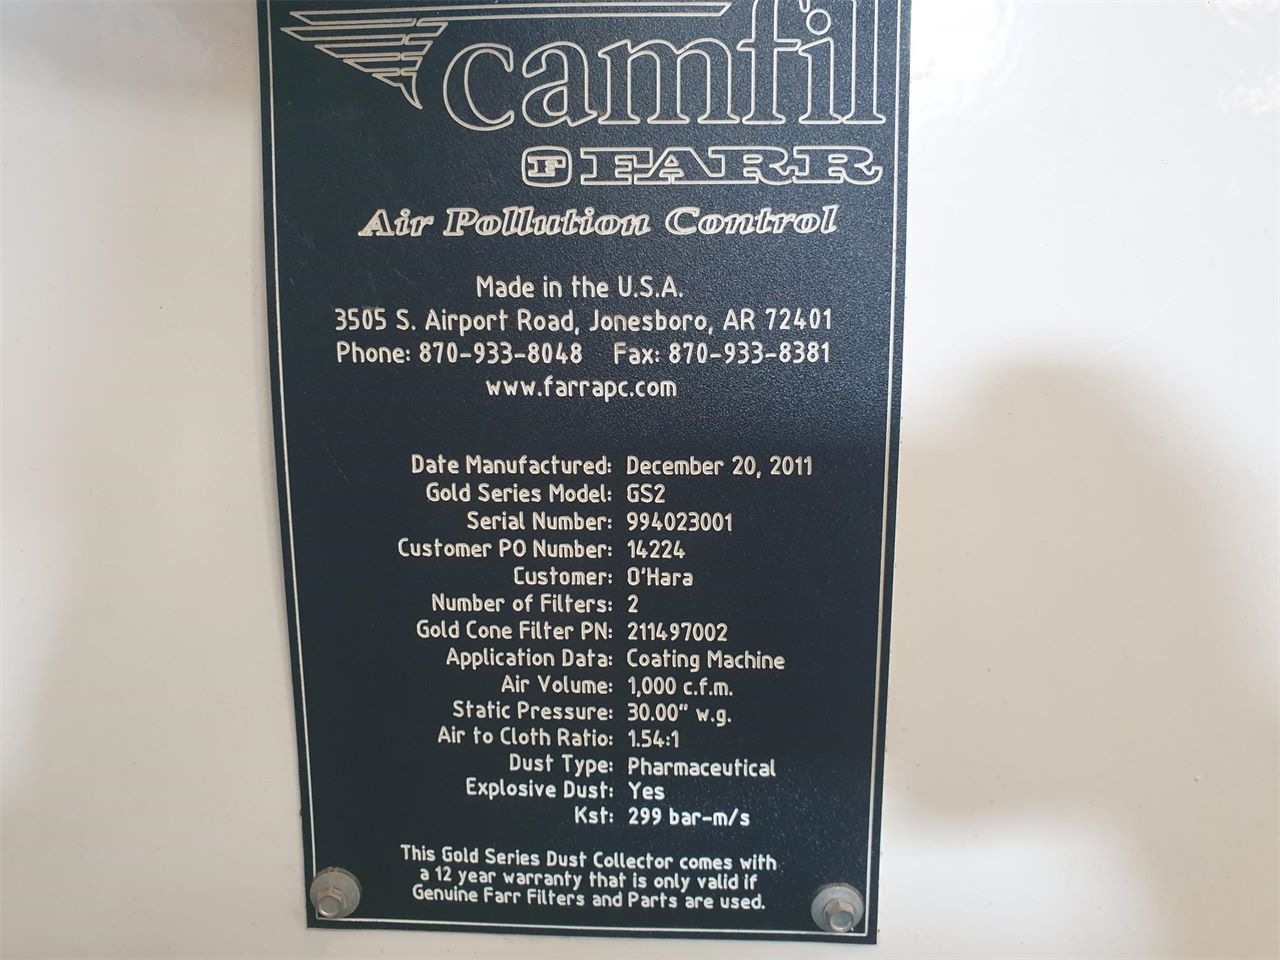 camfil
F FARR
Air Pollution Control
Made in the U.S.A.
3505 S. Airport Road, Jonesboro, AR 72401
Phone: 870-933-8048 Fax: 870-933-8381
www.farrapc.com
Date Manufactured: December 20, 2011
Gold Series Model: GS2
Serial Number: 994023001
Customer PO Number: 14224
Customer: O'Hara
Number of Filters: 2
Gold Cone Filter PN: 211497002
Application Data: Coating Machine
Air Volume: 1,000 c.f.m.
Static Pressure: 30.00" w.g.
Air to Cloth Ratio: 1.54:1
Dust Type: Pharmaceutical
Explosive Dust: Yes
Kst: 299 bar-m/s
This Gold Series Dust Collector comes with
a 12 year warranty that is only valid if
Genuine Farr Filters and Parts are used.